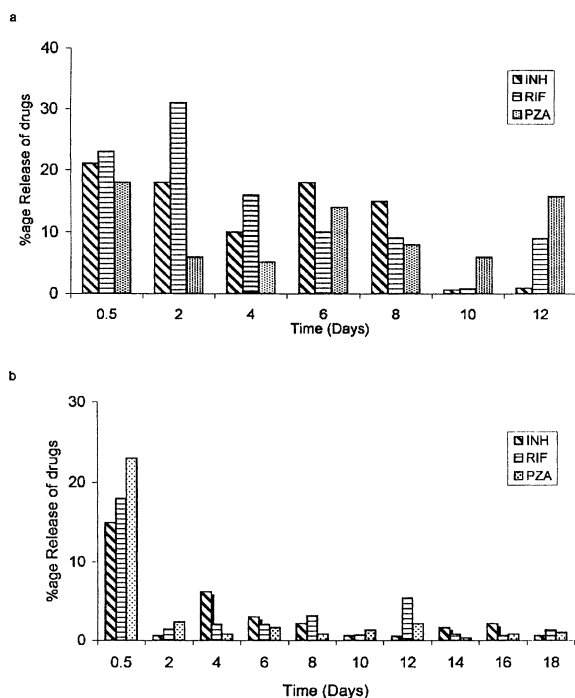 a
%age Release of drugs
40
30
20
10
0
INH
RIF
PZA
0.5 2 4 6 8 10 12
Time (Days)
b
%age Release of drugs
30
20
10
0
INH
RIF
PZA
0.5 2 4 6 8 10 12 14 16 18
Time (Days)